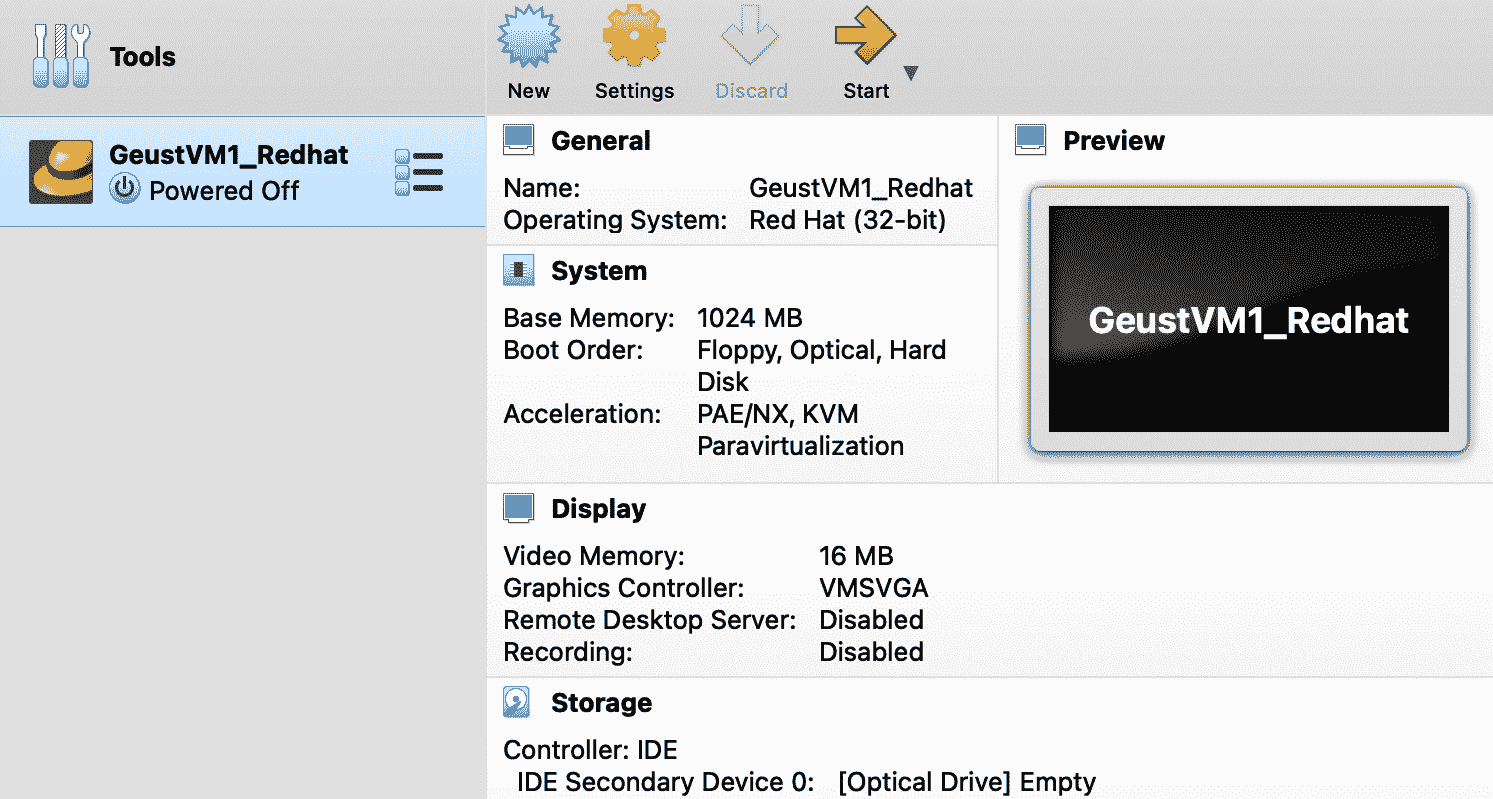 Tools
New Settings Discard Start
GeustVM1_Redhat
Powered Off
General
Name: GeustVM1_Redhat
Operating System: Red Hat (32-bit)
System
Base Memory: 1024 MB
Boot Order: Floppy, Optical, Hard
Disk
Acceleration: PAE/NX, KVM
Paravirtualization
Preview
GeustVM1_Redhat
Display
Video Memory: 16 MB
Graphics Controller: VMSVGA
Remote Desktop Server: Disabled
Recording: Disabled
Storage
Controller: IDE
IDE Secondary Device 0: [Optical Drive] Empty